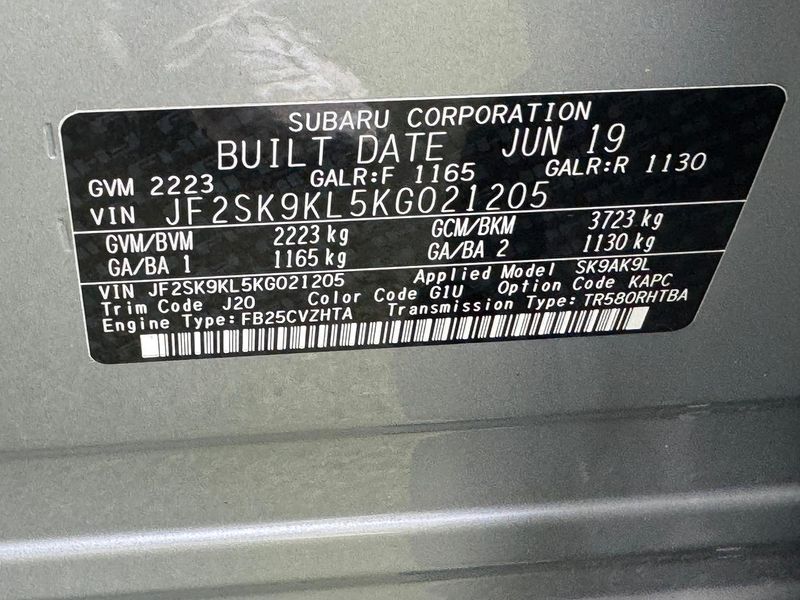 SUBARU CORPORATION
BUILT DATE JUN 19
GVM 2223 GALR:F 1165 GALR:R 1130
VIN JF2SK9KL5KG021205
GVM/BVM 2223 kg GCM/BKM 3723 kg
GA/BA 1 1165 kg GA/BA 2 1130 kg
VIN JF2SK9KL5KG021205 Applied Model SK9AK9L
Trim Code J20 Color Code G1U Option Code KAPC
Engine Type:FB25CVZHTA Transmission Type:TR580RHTBA